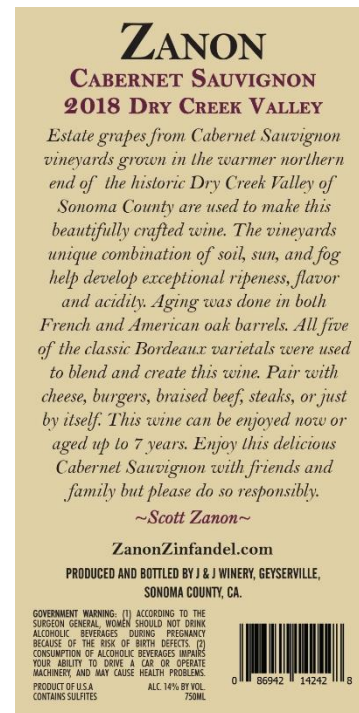 ZANON
CABERNET SAUVIGNON
2018 DRY CREEK VALLEY
Estate grapes from Cabernet Sauvignon
vineyards grown in the warmer northern
end of the historic Dry Creek Valley of
Sonoma County are used to make this
beautifully crafted wine. The vineyards
unique combination of soil, sun, and fog
help develop exceptional ripeness, flavor
and acidity. Aging was done in both
French and American oak barrels. All five
of the classic Bordeaux varietals were used
to blend and create this wine. Pair with
cheese, burgers, braised beef, steaks, or just
by itself. This wine can be enjoyed now or
aged up to 7 years. Enjoy this delicious
Cabernet Sauvignon with friends and
family but please do so responsibly.
~Scott Zanon~
ZanonZinfandel.com
PRODUCED AND BOTTLED BY J & J WINERY, GEYSERVILLE,
SONOMA COUNTY, CA.
GOVERNMENT WARNING: (1) ACCORDING TO THE
SURGEON GENERAL, WOMEN SHOULD NOT DRINK
ALCOHOLIC BEVERAGES DURING PREGNANCY
BECAUSE OF THE RISK OF BIRTH DEFECTS. (2)
CONSUMPTION OF ALCOHOLIC BEVERAGES IMPAIRS
YOUR ABILITY TO DRIVE A CAR OR OPERATE
MACHINERY, AND MAY CAUSE HEALTH PROBLEMS.
PRODUCT OF U.S.A ALC. 14% BY VOL.
CONTAINS SULFITES 750ML
0 86942 14242 8